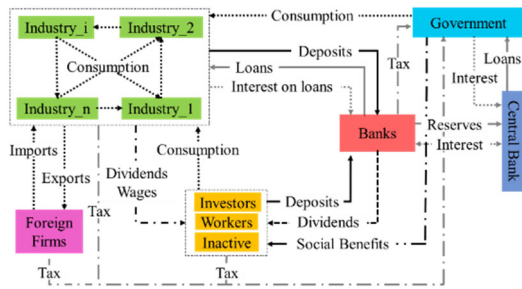 Consumption
Government
Industry_i
Industry_2
Deposits
Tax
Loans
Consumption
Loans
Interest
Interest on loans
Industry_n
Industry_1
Central Bank
Banks
Reserves
Imports
Consumption
Interest
Exports
Dividends
Wages
Investors
Deposits
Foreign
Firms
Tax
Workers
Dividends
Inactive
Social Benefits
Tax
Tax